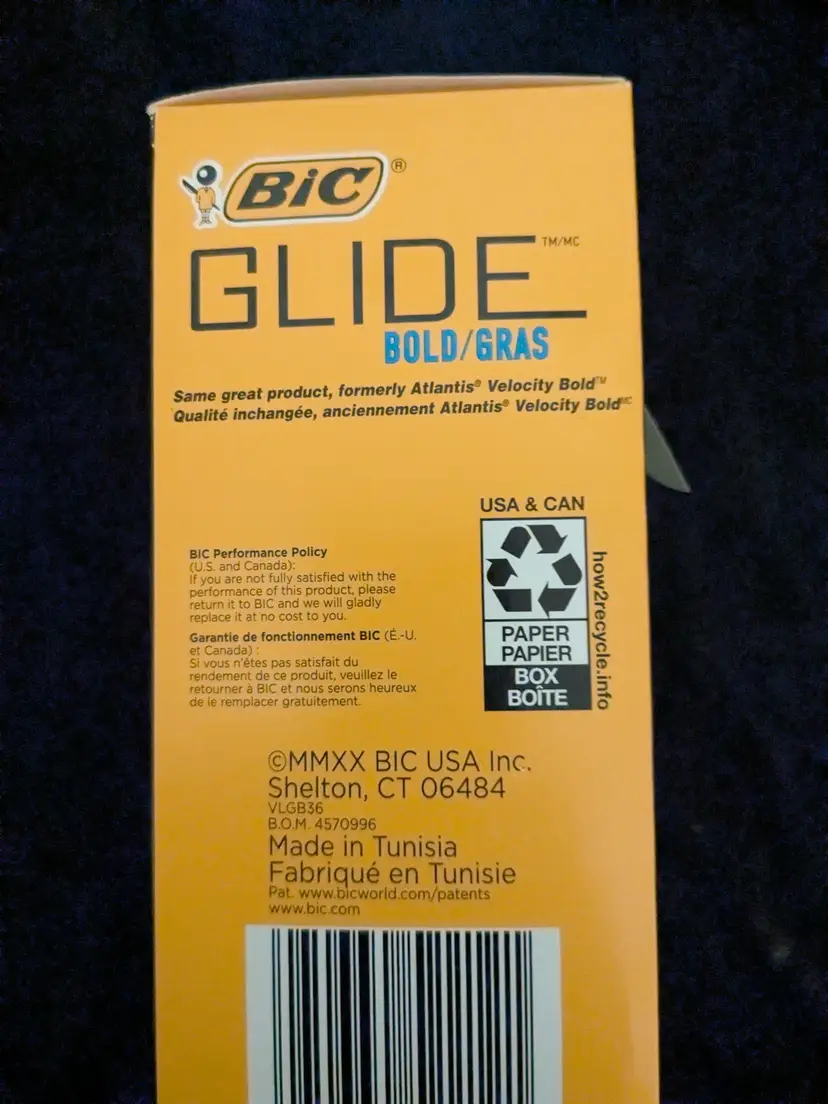 BiC®
GLIDE™/MC
BOLD/GRAS
Same great product, formerly Atlantis® Velocity Bold™
Qualité inchangée, anciennement Atlantis® Velocity Bold MC
USA & CAN
how2recycle.info
PAPER
PAPIER
BOX
BOÎTE
BIC Performance Policy
(U.S. and Canada):
If you are not fully satisfied with the
performance of this product, please
return it to BIC and we will gladly
replace it at no cost to you.
Garantie de fonctionnement BIC (É.-U.
et Canada) :
Si vous n'êtes pas satisfait du
rendement de ce produit, veuillez le
retourner à BIC et nous serons heureux
de le remplacer gratuitement.
©MMXX BIC USA Inc.
Shelton, CT 06484
VLGB36
B.O.M. 4570996
Made in Tunisia
Fabriqué en Tunisie
Pat. www.bicworld.com/patents
www.bic.com